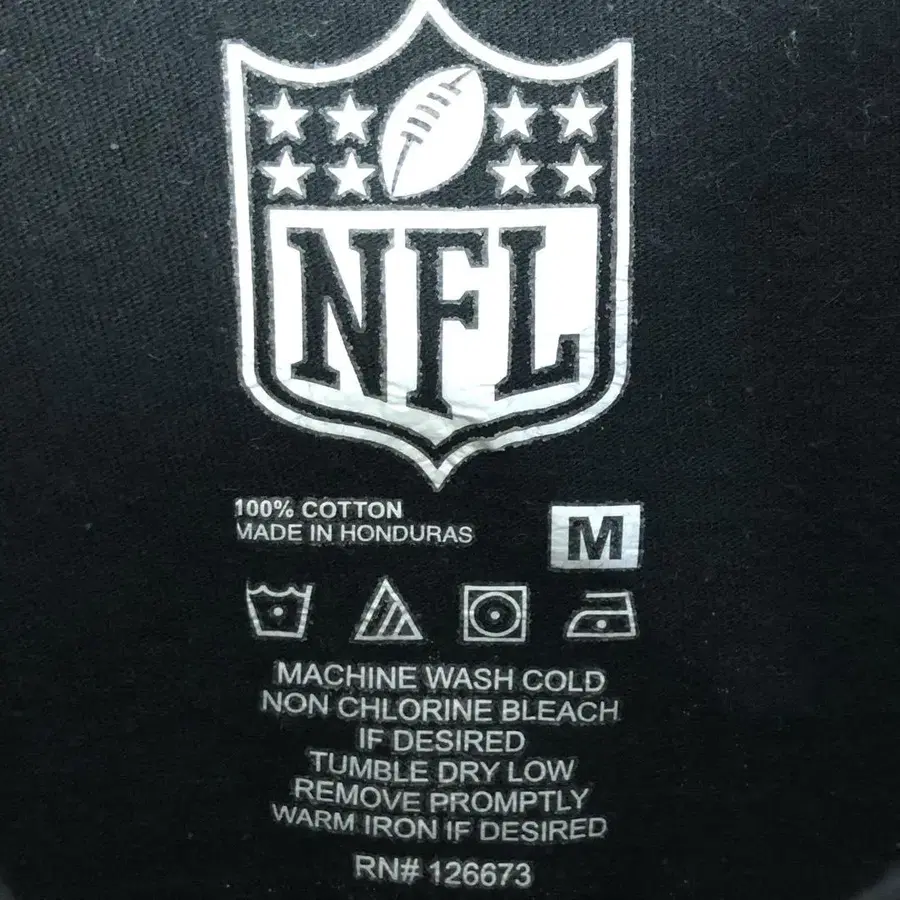 NFL
100% COTTON
MADE IN HONDURAS
M
MACHINE WASH COLD
NON CHLORINE BLEACH
IF DESIRED
TUMBLE DRY LOW
REMOVE PROMPTLY
WARM IRON IF DESIRED
RN# 126673